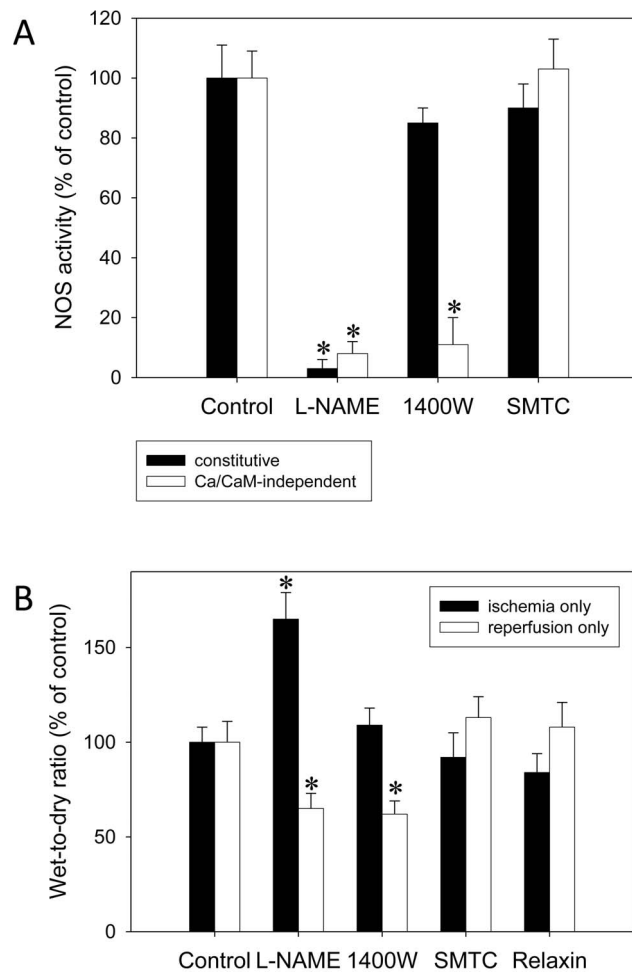 A
NOS activity (% of control)
120
100
80
60
40
20
0
*
*
*
Control L-NAME 1400W SMTC
constitutive
Ca/CaM-independent
B
Wet-to-dry ratio (% of control)
150
100
50
0
*
*
*
ischemia only
reperfusion only
Control L-NAME 1400W SMTC Relaxin